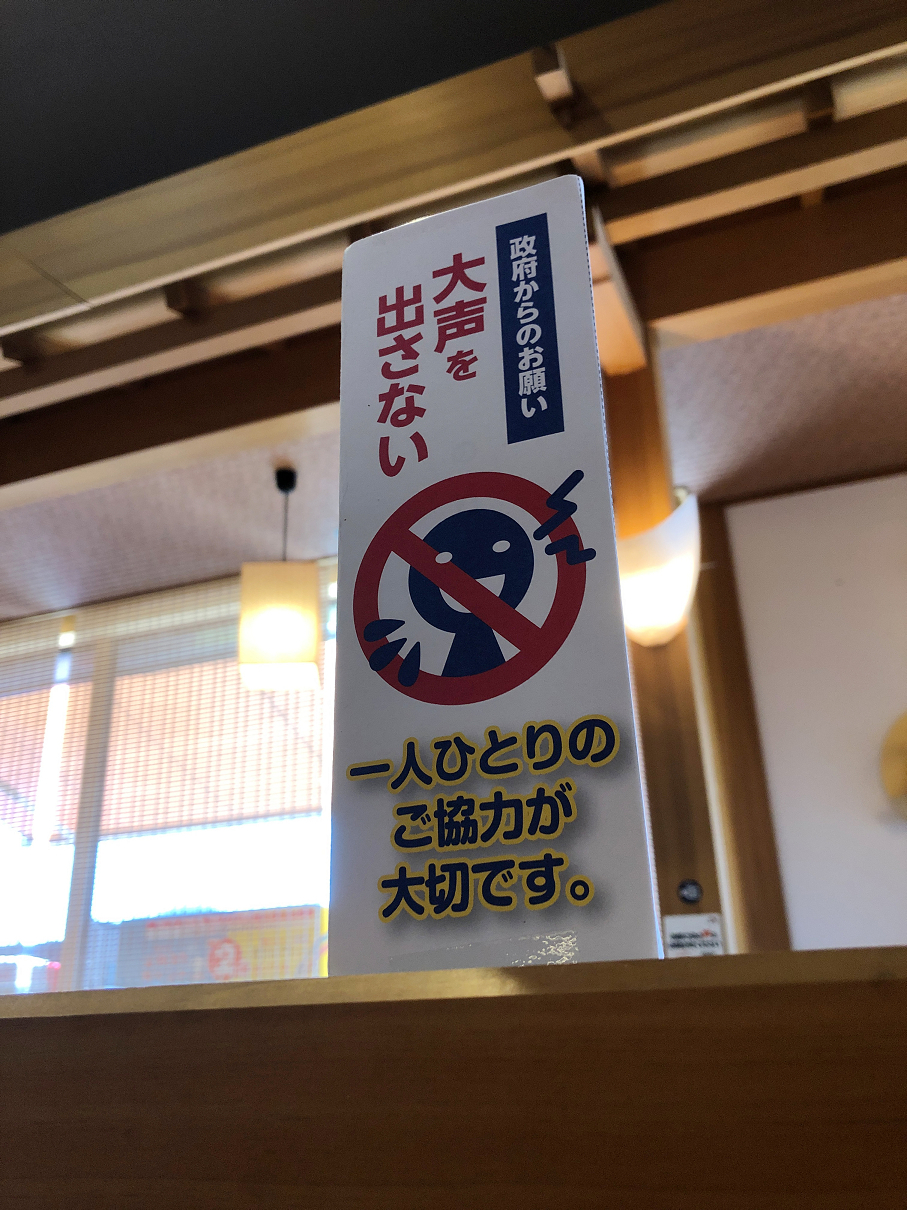 政府からのお願い
大声を
出さない
一人ひとりの
ご協力が
大切です。